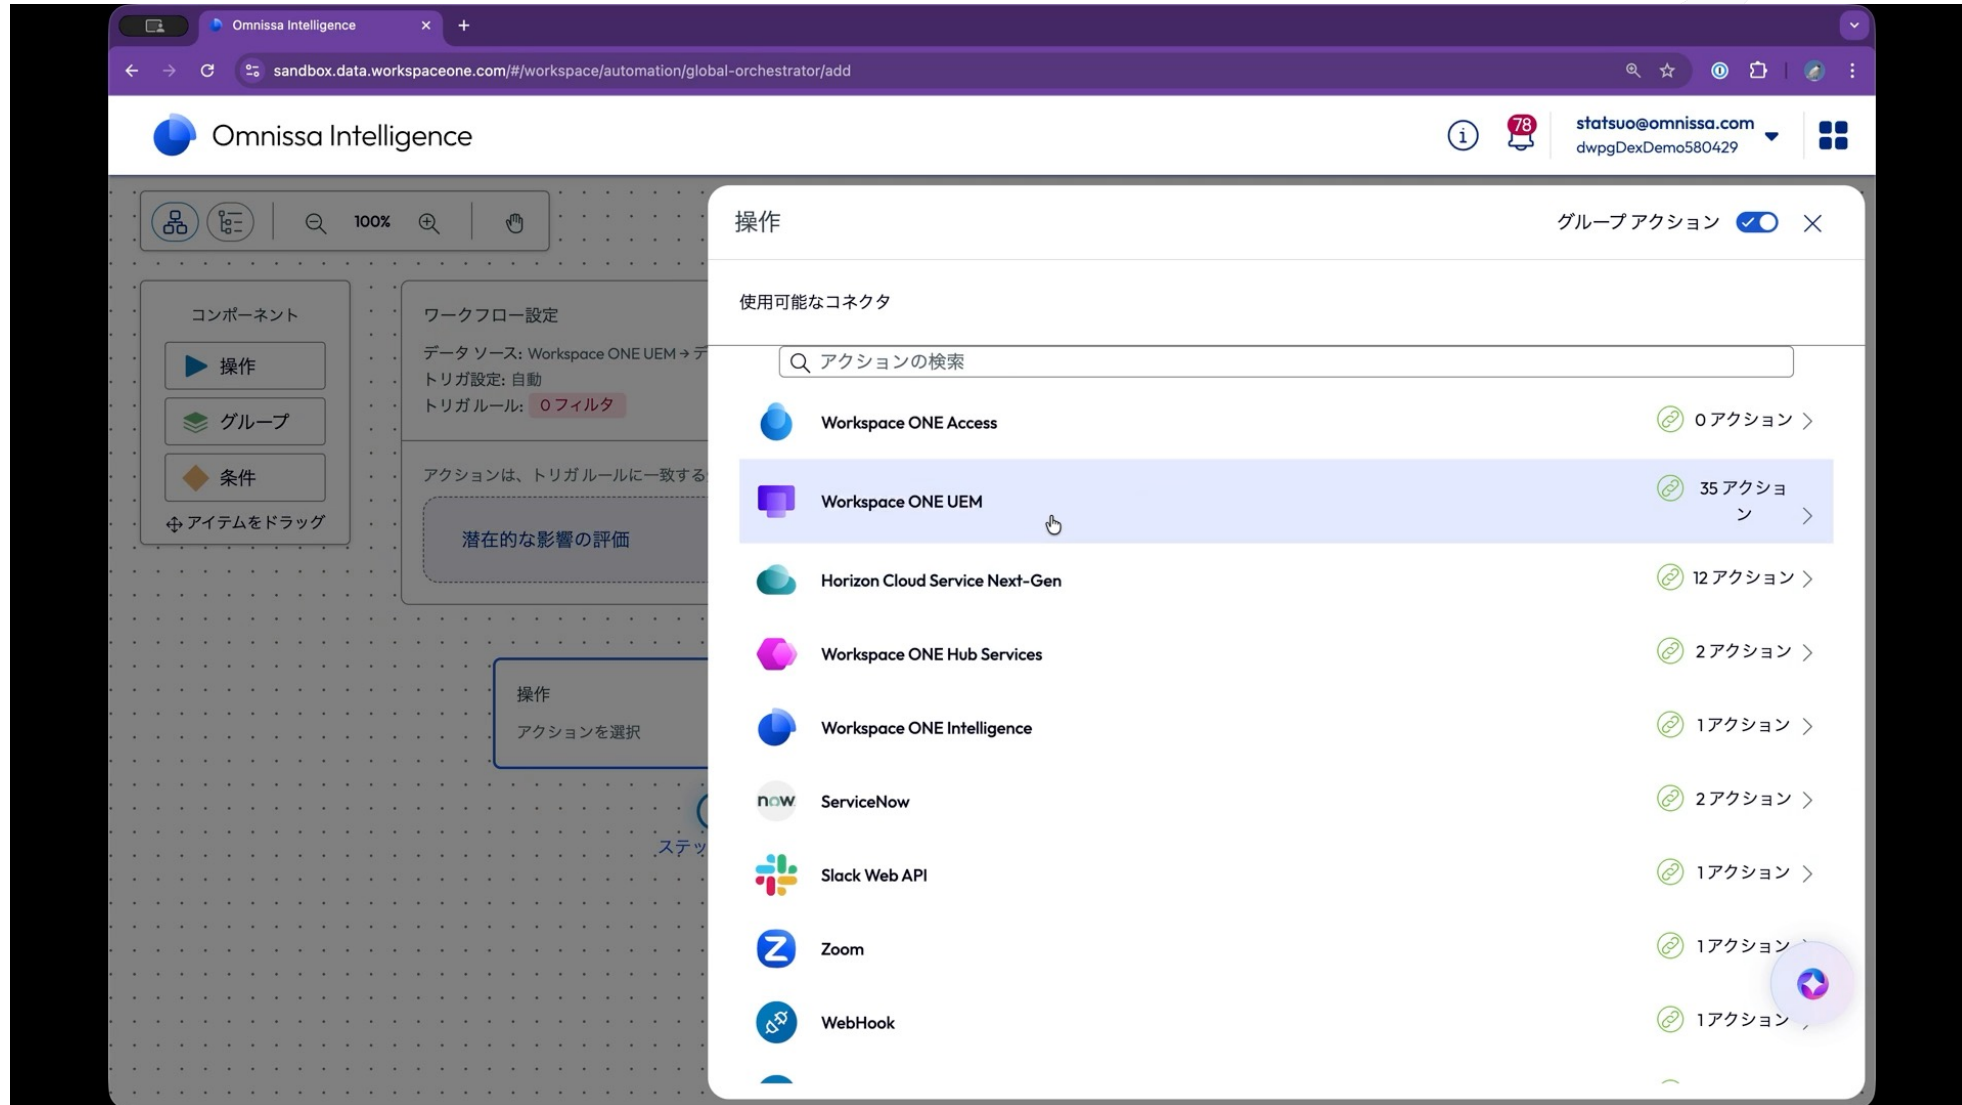 Omnissa Intelligence
sandbox.data.workspaceone.com/#/workspace/automation/global-orchestrator/add
Omnissa Intelligence
78
statsuo@omnissa.com
dwpgDexDemo580429
100%
コンポーネント
操作
グループ
条件
アイテムをドラッグ
ワークフロー設定
データ ソース: Workspace ONE UEM → デ
トリガ設定: 自動
トリガ ルール: 0 フィルタ
アクションは、トリガ ルールに一致する
潜在的な影響の評価
操作
アクションを選択
ステッ
操作
グループ アクション
使用可能なコネクタ
アクションの検索
Workspace ONE Access
0 アクション
Workspace ONE UEM
35 アクショ
ン
Horizon Cloud Service Next-Gen
12 アクション
Workspace ONE Hub Services
2 アクション
Workspace ONE Intelligence
1 アクション
now.
ServiceNow
2 アクション
Slack Web API
1 アクション
Zoom
1 アクション
WebHook
1 アクション